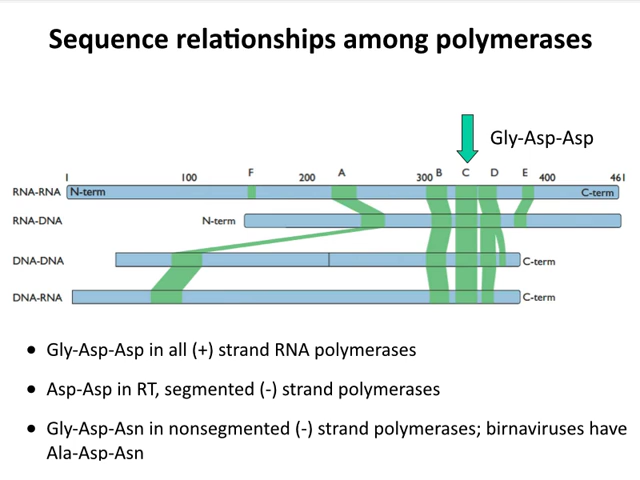 Sequence relationships among polymerases
Gly-Asp-Asp
I 100 F 200 A 300 B C D E 400 461
RNA-RNA N-term C-term
RNA-DNA N-term
DNA-DNA C-term
DNA-RNA C-term
• Gly-Asp-Asp in all (+) strand RNA polymerases
• Asp-Asp in RT, segmented (-) strand polymerases
• Gly-Asp-Asn in nonsegmented (-) strand polymerases; birnaviruses have
Ala-Asp-Asn